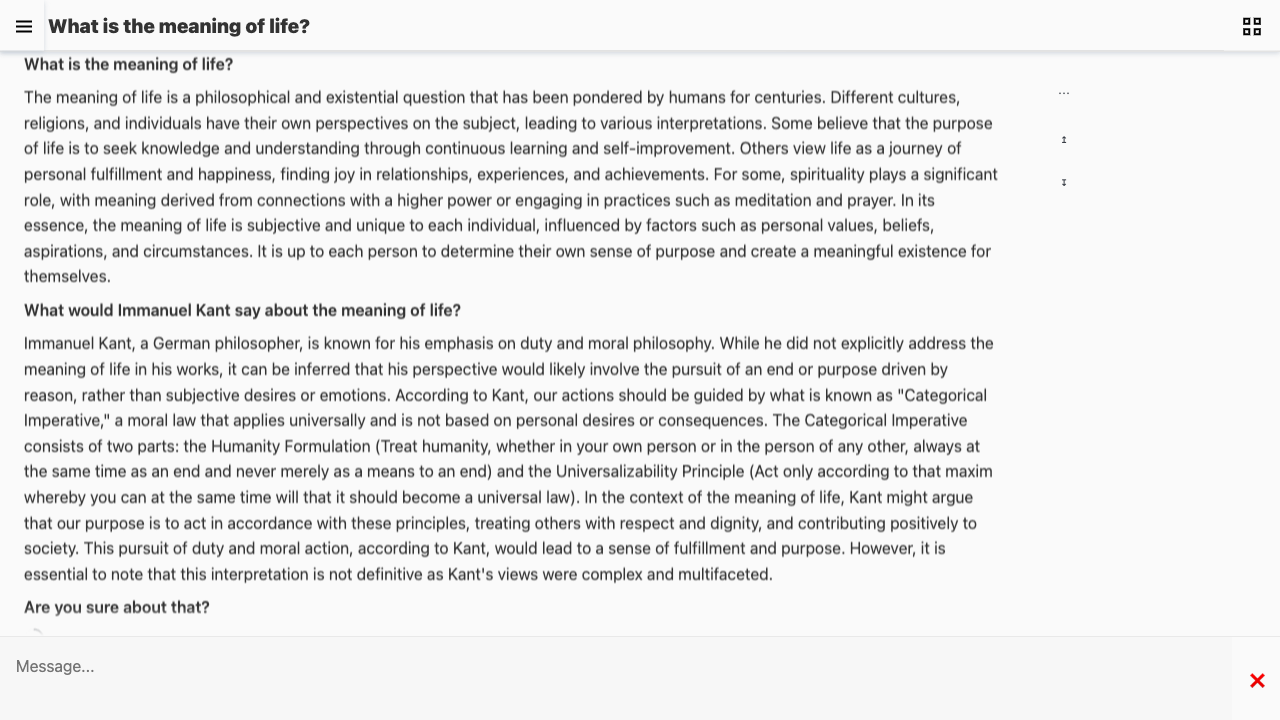 What is the meaning of life?
What is the meaning of life?
The meaning of life is a philosophical and existential question that has been pondered by humans for centuries. Different cultures,
religions, and individuals have their own perspectives on the subject, leading to various interpretations. Some believe that the purpose
of life is to seek knowledge and understanding through continuous learning and self-improvement. Others view life as a journey of
personal fulfillment and happiness, finding joy in relationships, experiences, and achievements. For some, spirituality plays a significant
role, with meaning derived from connections with a higher power or engaging in practices such as meditation and prayer. In its
essence, the meaning of life is subjective and unique to each individual, influenced by factors such as personal values, beliefs,
aspirations, and circumstances. It is up to each person to determine their own sense of purpose and create a meaningful existence for
themselves.
What would Immanuel Kant say about the meaning of life?
Immanuel Kant, a German philosopher, is known for his emphasis on duty and moral philosophy. While he did not explicitly address the
meaning of life in his works, it can be inferred that his perspective would likely involve the pursuit of an end or purpose driven by
reason, rather than subjective desires or emotions. According to Kant, our actions should be guided by what is known as "Categorical
Imperative," a moral law that applies universally and is not based on personal desires or consequences. The Categorical Imperative
consists of two parts: the Humanity Formulation (Treat humanity, whether in your own person or in the person of any other, always at
the same time as an end and never merely as a means to an end) and the Universalizability Principle (Act only according to that maxim
whereby you can at the same time will that it should become a universal law). In the context of the meaning of life, Kant might argue
that our purpose is to act in accordance with these principles, treating others with respect and dignity, and contributing positively to
society. This pursuit of duty and moral action, according to Kant, would lead to a sense of fulfillment and purpose. However, it is
essential to note that this interpretation is not definitive as Kant's views were complex and multifaceted.
Are you sure about that?
Message...